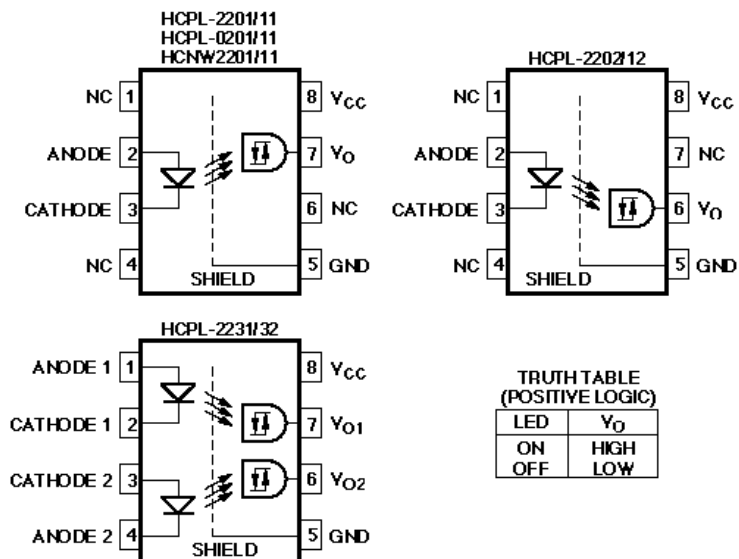 HCPL-2201/11
HCPL-0201/11
HCNW2201/11
NC 1
8 VCC
ANODE 2
7 VO
CATHODE 3
6 NC
NC 4
5 GND
SHIELD
HCPL-2202/12
NC 1
8 VCC
ANODE 2
7 NC
CATHODE 3
6 VO
NC 4
5 GND
SHIELD
HCPL-2231/32
ANODE 1 1
8 VCC
CATHODE 1 2
7 VO1
CATHODE 2 3
6 VO2
ANODE 2 4
5 GND
SHIELD
TRUTH TABLE
(POSITIVE LOGIC)
LED VO
ON HIGH
OFF LOW